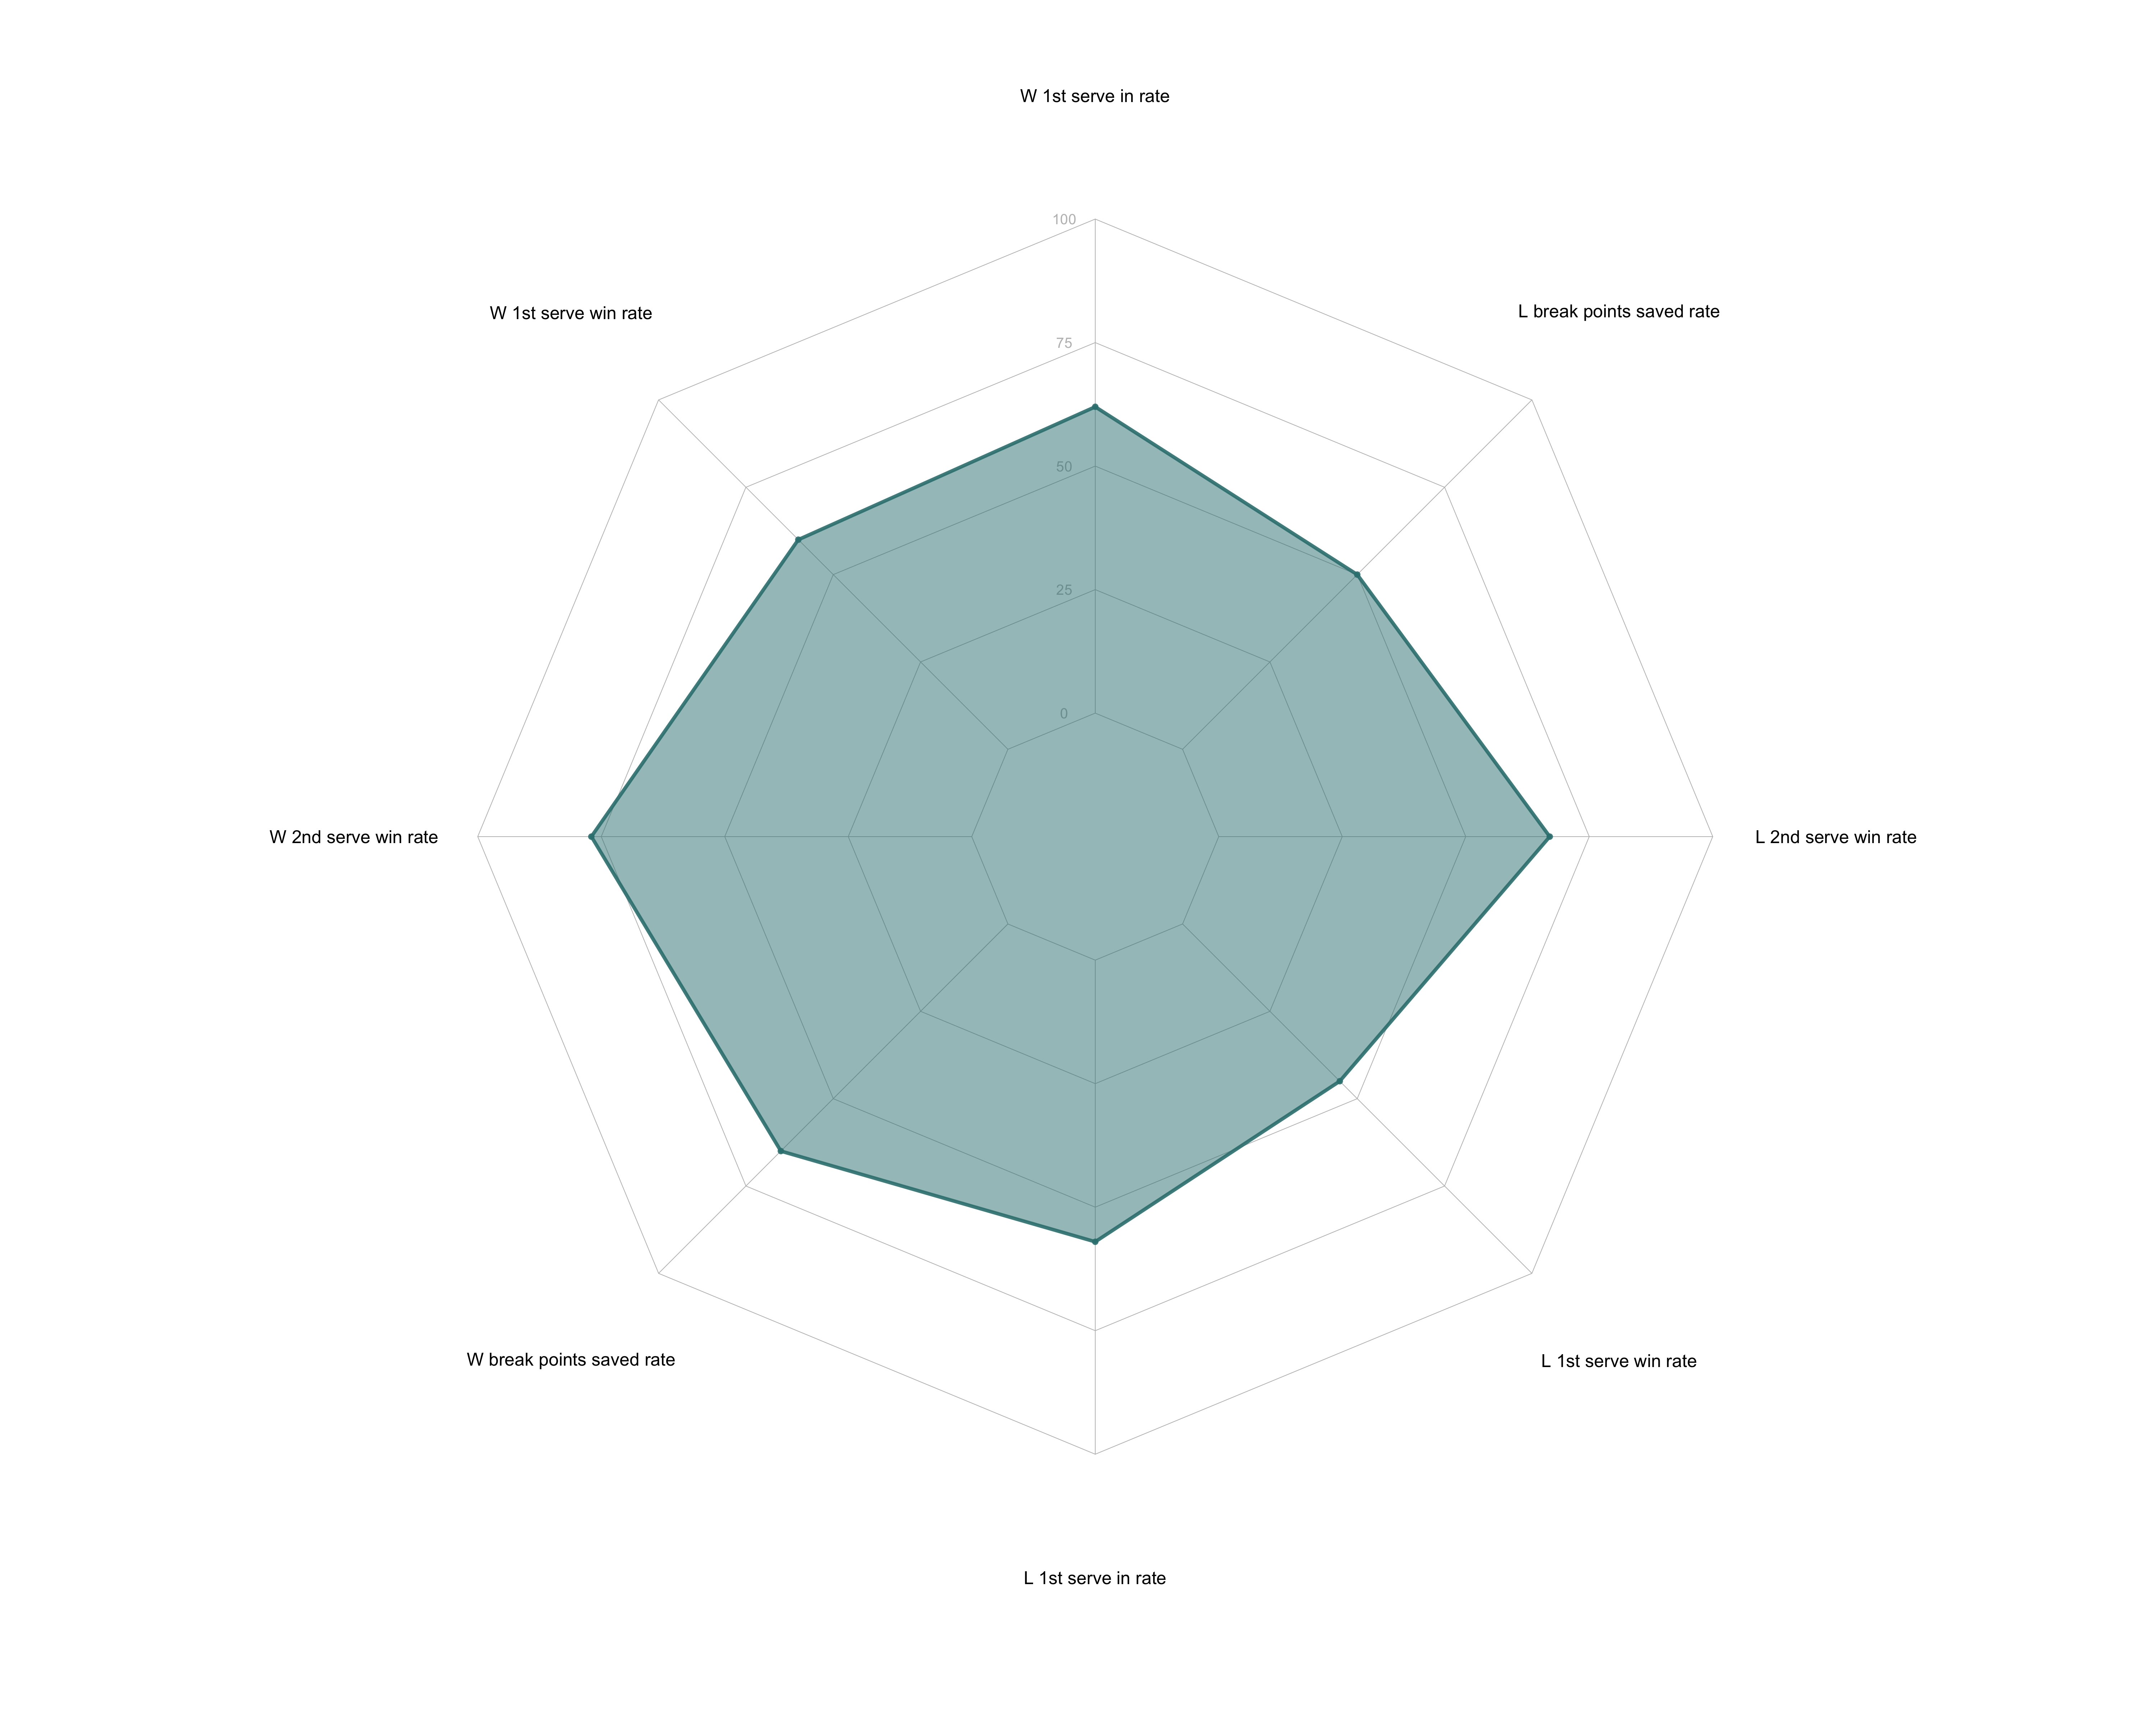 W 1st serve in rate
100
L break points saved rate
W 1st serve win rate
75
50
25
0
W 2nd serve win rate
L 2nd serve win rate
W break points saved rate
L 1st serve win rate
L 1st serve in rate